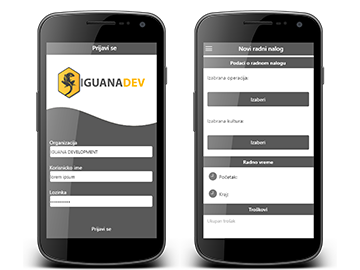 Prijavi se
IGUANADEV
Organizacija
IGUANA DEVELOPMENT
Korisnicko ime
lorem ipsum
Lozinka
Prijavi se
Novi radni nalog
Podaci o radnom nalogu
Izabrana operacija:
Izaberi
Izabrana kultura:
Izaberi
Radno vreme
Početak:
Kraj:
Troškovi
Ukupan trošak